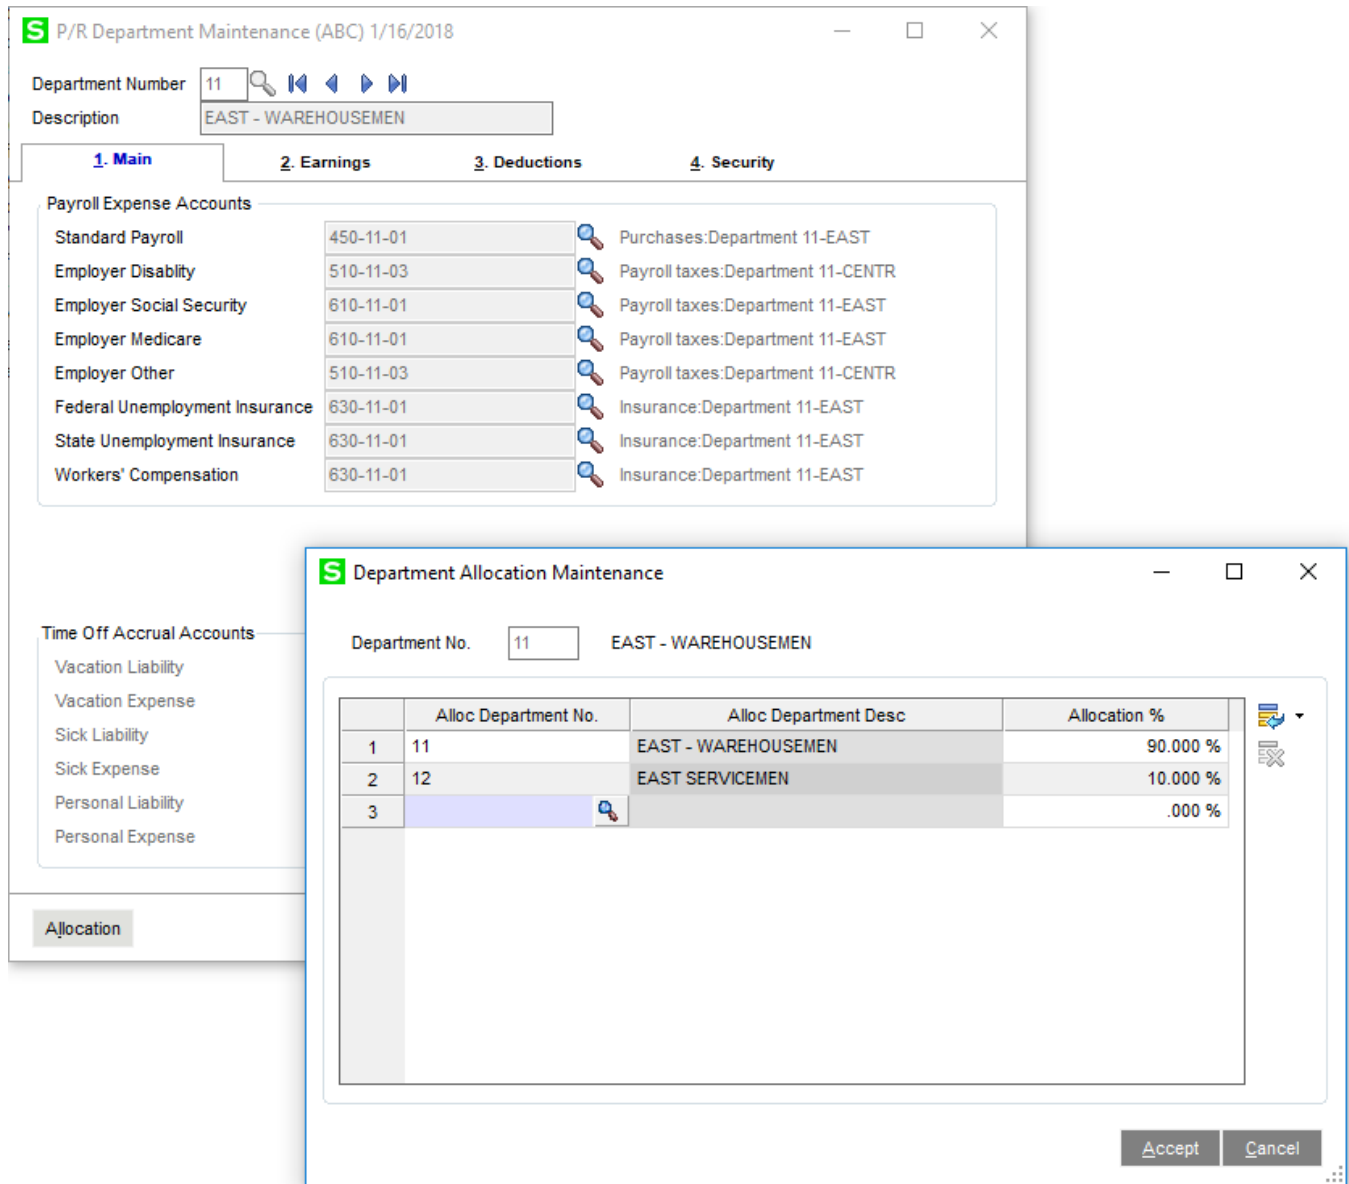 S P/R Department Maintenance (ABC) 1/16/2018
Department Number 11
Description EAST - WAREHOUSEMEN
1. Main 2. Earnings 3. Deductions 4. Security
Payroll Expense Accounts
Standard Payroll 450-11-01 Purchases:Department 11-EAST
Employer Disablity 510-11-03 Payroll taxes:Department 11-CENTR
Employer Social Security 610-11-01 Payroll taxes:Department 11-EAST
Employer Medicare 610-11-01 Payroll taxes:Department 11-EAST
Employer Other 510-11-03 Payroll taxes:Department 11-CENTR
Federal Unemployment Insurance 630-11-01 Insurance:Department 11-EAST
State Unemployment Insurance 630-11-01 Insurance:Department 11-EAST
Workers' Compensation 630-11-01 Insurance:Department 11-EAST
Time Off Accrual Accounts
Vacation Liability
Vacation Expense
Sick Liability
Sick Expense
Personal Liability
Personal Expense
Allocation
S Department Allocation Maintenance
Department No. 11 EAST - WAREHOUSEMEN
Alloc Department No. Alloc Department Desc Allocation %
1 11 EAST - WAREHOUSEMEN 90.000 %
2 12 EAST SERVICEMEN 10.000 %
3 .000 %
Accept Cancel